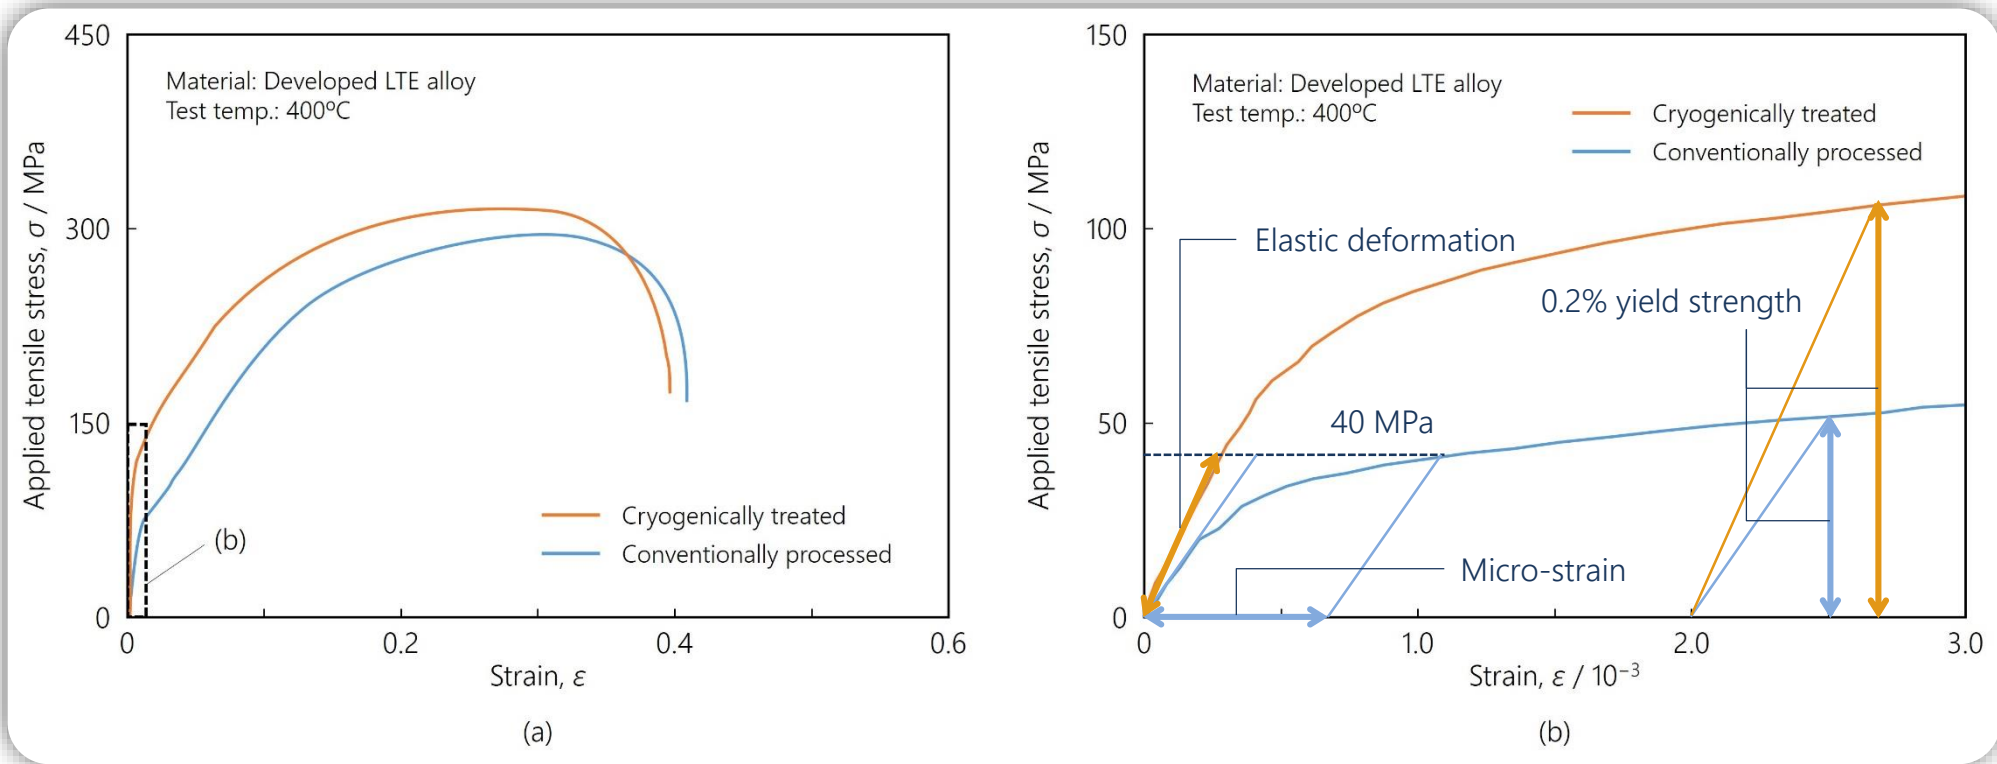 450
300
150
0
Applied tensile stress, σ / MPa
Material: Developed LTE alloy
Test temp.: 400ºC
(b)
Cryogenically treated
Conventionally processed
0
0.2
0.4
0.6
Strain, ε
(a)
150
100
50
0
Applied tensile stress, σ / MPa
Material: Developed LTE alloy
Test temp.: 400ºC
Cryogenically treated
Conventionally processed
Elastic deformation
0.2% yield strength
40 MPa
Micro-strain
0
1.0
2.0
3.0
Strain, ε / 10⁻³
(b)